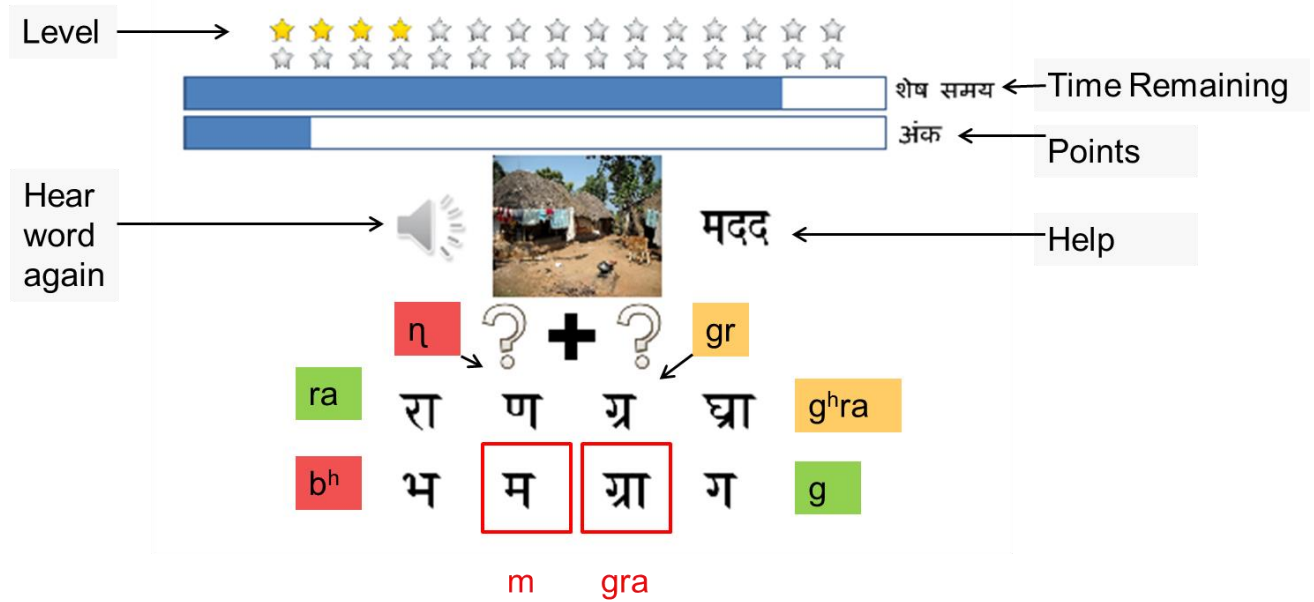 Level
शेष समय
Time Remaining
अंक
Points
Hear
word
again
मदद
Help
ɳ ? + ? gr
ra रा ण ग्र घ्रा gʰra
bʰ भ म ग्रा ग g
m gra